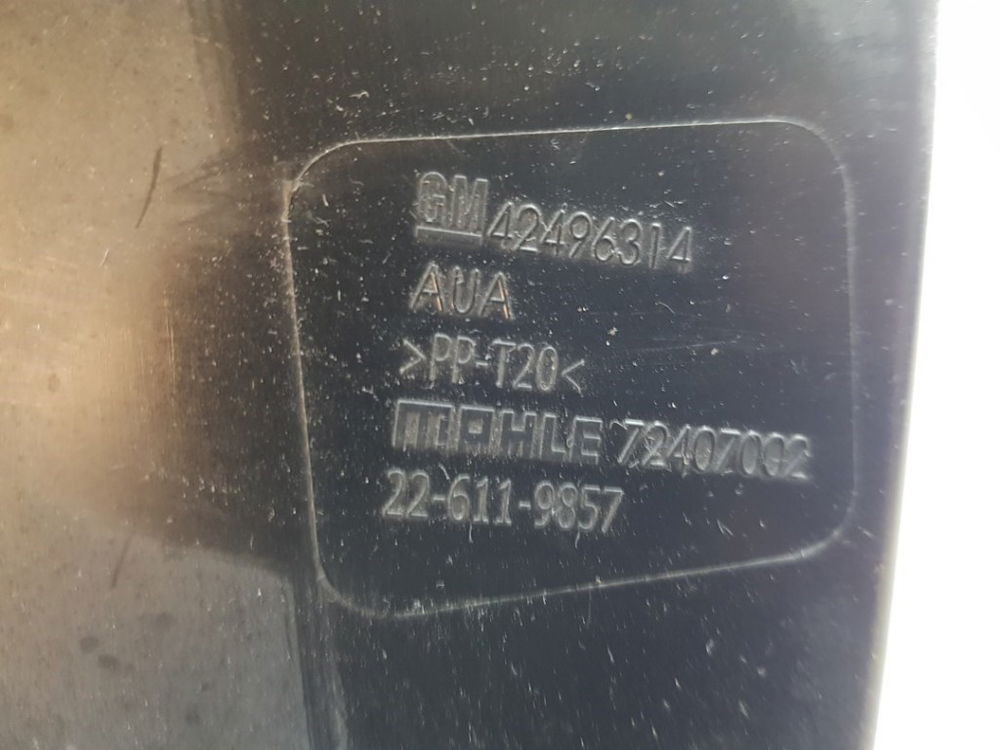 GM 42496314
AUA
>PP-T20<
MAHLE 72407002
22-611-9857